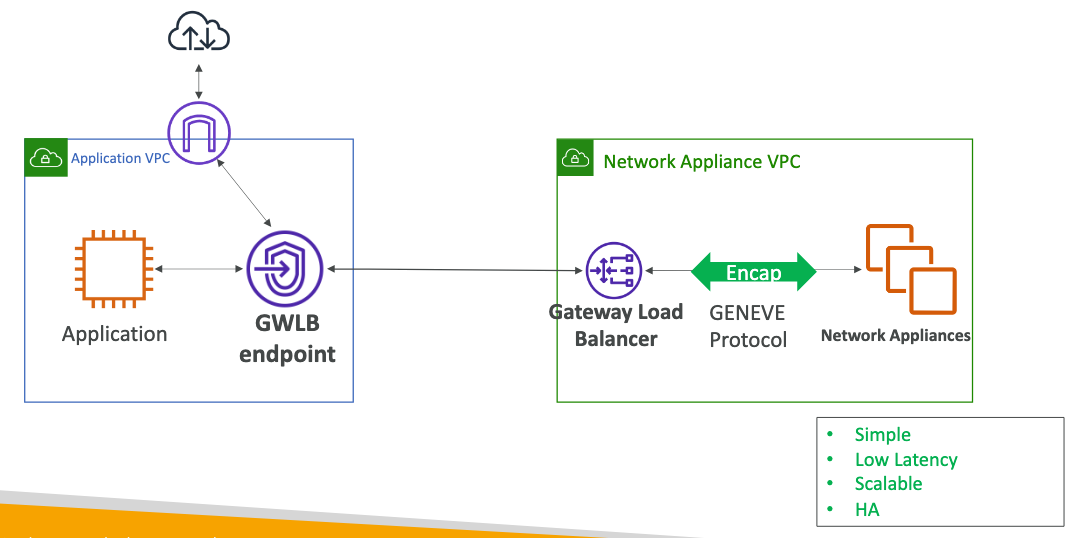 Application VPC
Network Appliance VPC
Encap
Application
GWLB
endpoint
Gateway Load
Balancer
GENEVE
Protocol
Network Appliances
• Simple
• Low Latency
• Scalable
• HA